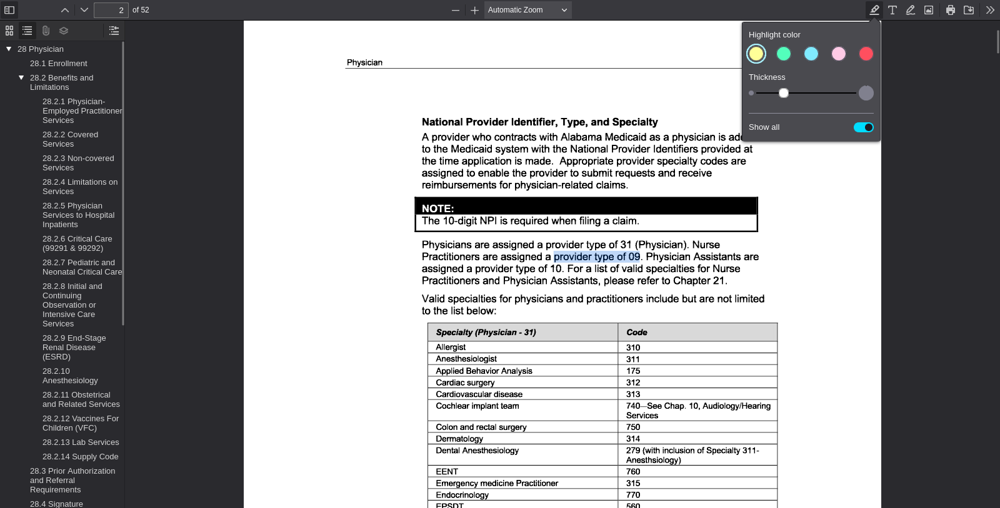 2 of 52
Automatic Zoom
28 Physician
28.1 Enrollment
28.2 Benefits and
Limitations
28.2.1 Physician-
Employed Practitioner
Services
28.2.2 Covered
Services
28.2.3 Non-covered
Services
28.2.4 Limitations on
Services
28.2.5 Physician
Services to Hospital
Inpatients
28.2.6 Critical Care
(99291 & 99292)
28.2.7 Pediatric and
Neonatal Critical Care
28.2.8 Initial and
Continuing
Observation or
Intensive Care
Services
28.2.9 End-Stage
Renal Disease
(ESRD)
28.2.10
Anesthesiology
28.2.11 Obstetrical
and Related Services
28.2.12 Vaccines For
Children (VFC)
28.2.13 Lab Services
28.2.14 Supply Code
28.3 Prior Authorization
and Referral
Requirements
28.4 Signature
Highlight color
Thickness
Show all
Physician
National Provider Identifier, Type, and Specialty
A provider who contracts with Alabama Medicaid as a physician is
to the Medicaid system with the National Provider Identifiers provided at
the time application is made. Appropriate provider specialty codes are
assigned to enable the provider to submit requests and receive
reimbursements for physician-related claims.
NOTE:
The 10-digit NPI is required when filing a claim.
Physicians are assigned a provider type of 31 (Physician). Nurse
Practitioners are assigned a provider type of 09. Physician Assistants are
assigned a provider type of 10. For a list of valid specialties for Nurse
Practitioners and Physician Assistants, please refer to Chapter 21.
Valid specialties for physicians and practitioners include but are not limited
to the list below:
Specialty (Physician - 31) Code
Allergist 310
Anesthesiologist 311
Applied Behavior Analysis 175
Cardiac surgery 312
Cardiovascular disease 313
Cochlear implant team 740—See Chap. 10, Audiology/Hearing
Services
Colon and rectal surgery 750
Dermatology 314
Dental Anesthesiology 279 (with inclusion of Specialty 311-
Anesthsiology)
EENT 760
Emergency medicine Practitioner 315
Endocrinology 770
EPSDT 560